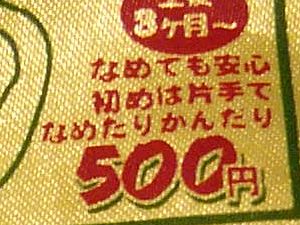 3ヶ月〜
なめても安心
初めは片手で
なめたりかんだり
500円